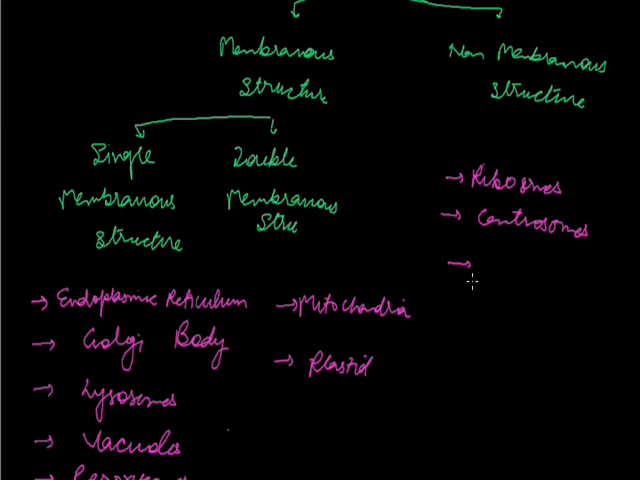 Membranous
Structure
Non Membranous
Structure
Single
Membranous
Structure
Double
Membranous
Stru
→ Ribosomes
→ Centrosomes
→
→ Endoplasmic Reticulum
→ Golgi Body
→ Lysosomes
→ Vacuoles
→ Mitochondria
→ Plastid